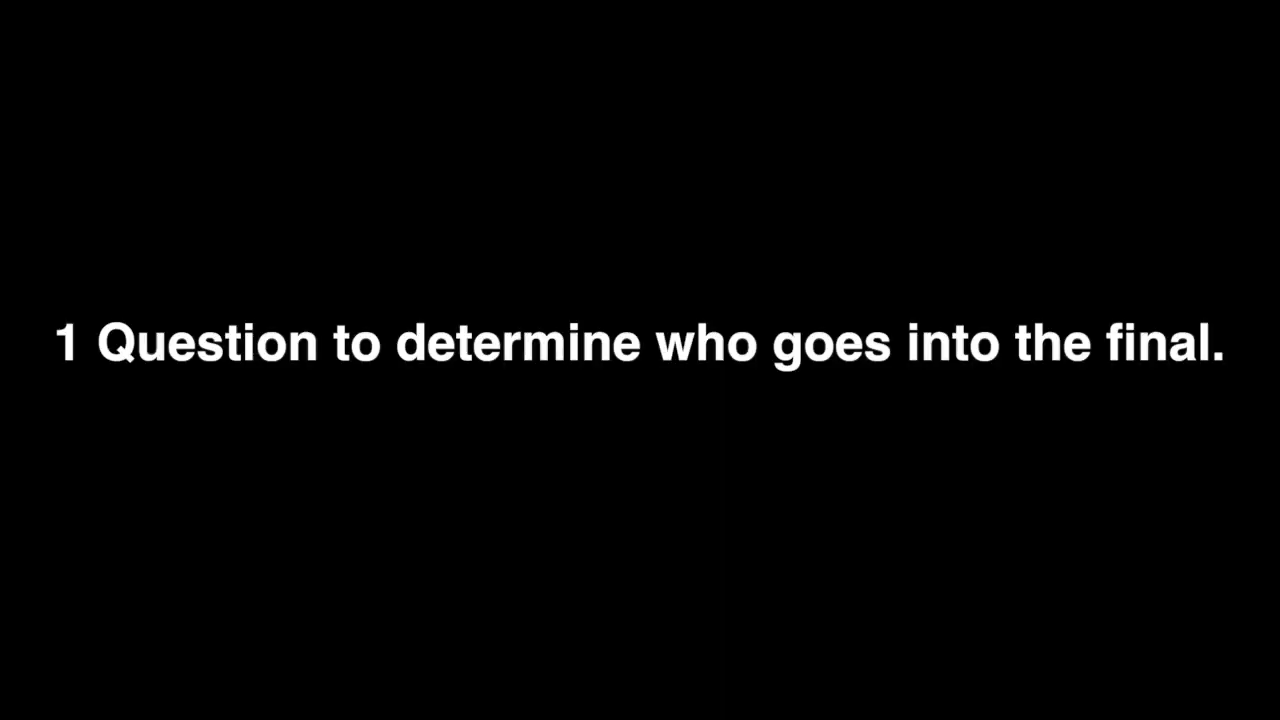 1 Question to determine who goes into the final.